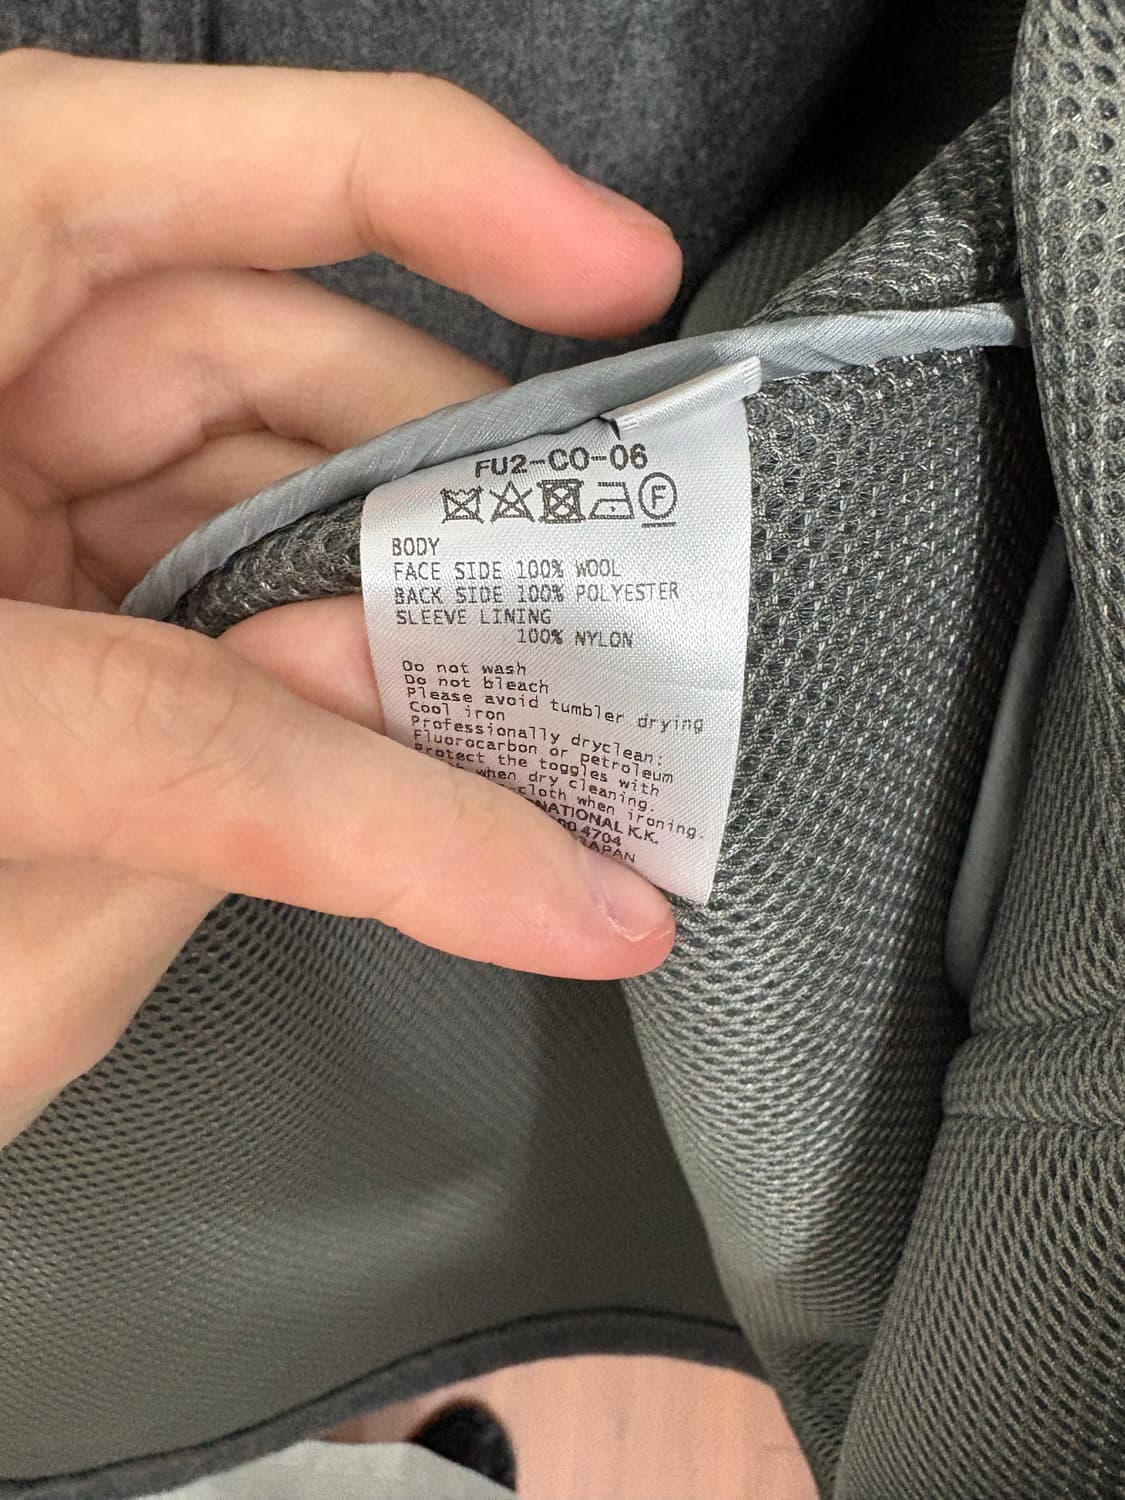 FU2-CO-06
F
BODY
FACE SIDE 100% WOOL
BACK SIDE 100% POLYESTER
SLEEVE LINING
100% NYLON
Do not wash
Do not bleach
Please avoid tumbler drying
Cool iron
Professionally dryclean:
Fluorocarbon or petroleum
Protect the toggles with
when dry cleaning.
cloth when ironing.
K.K.
4704
JAPAN